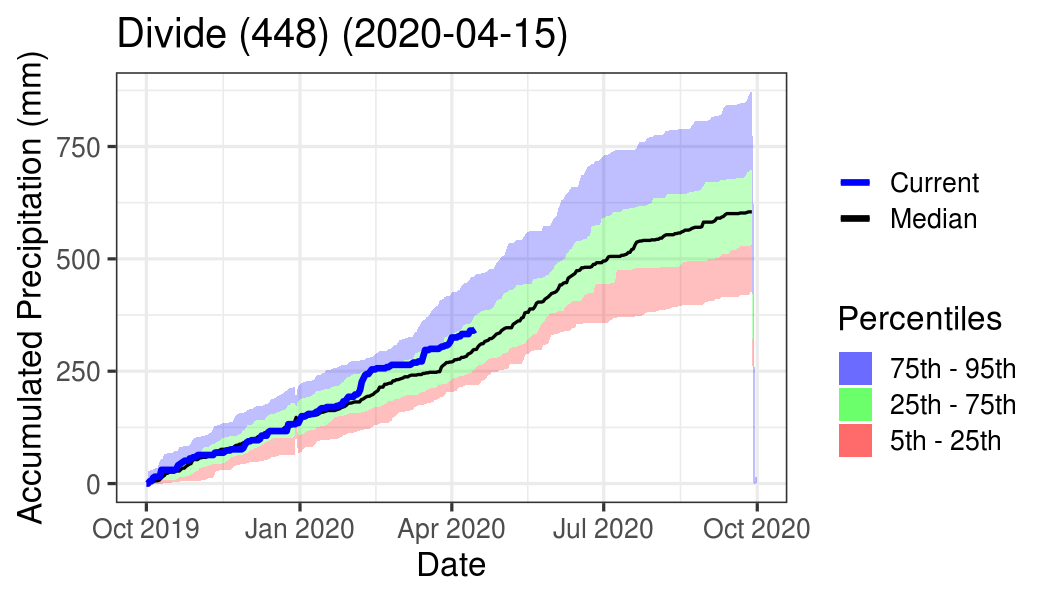 Divide (448) (2020-04-15)
Accumulated Precipitation (mm)
750
500
250
0
Oct 2019
Jan 2020
Apr 2020
Jul 2020
Oct 2020
Date
Current
Median
Percentiles
75th - 95th
25th - 75th
5th - 25th